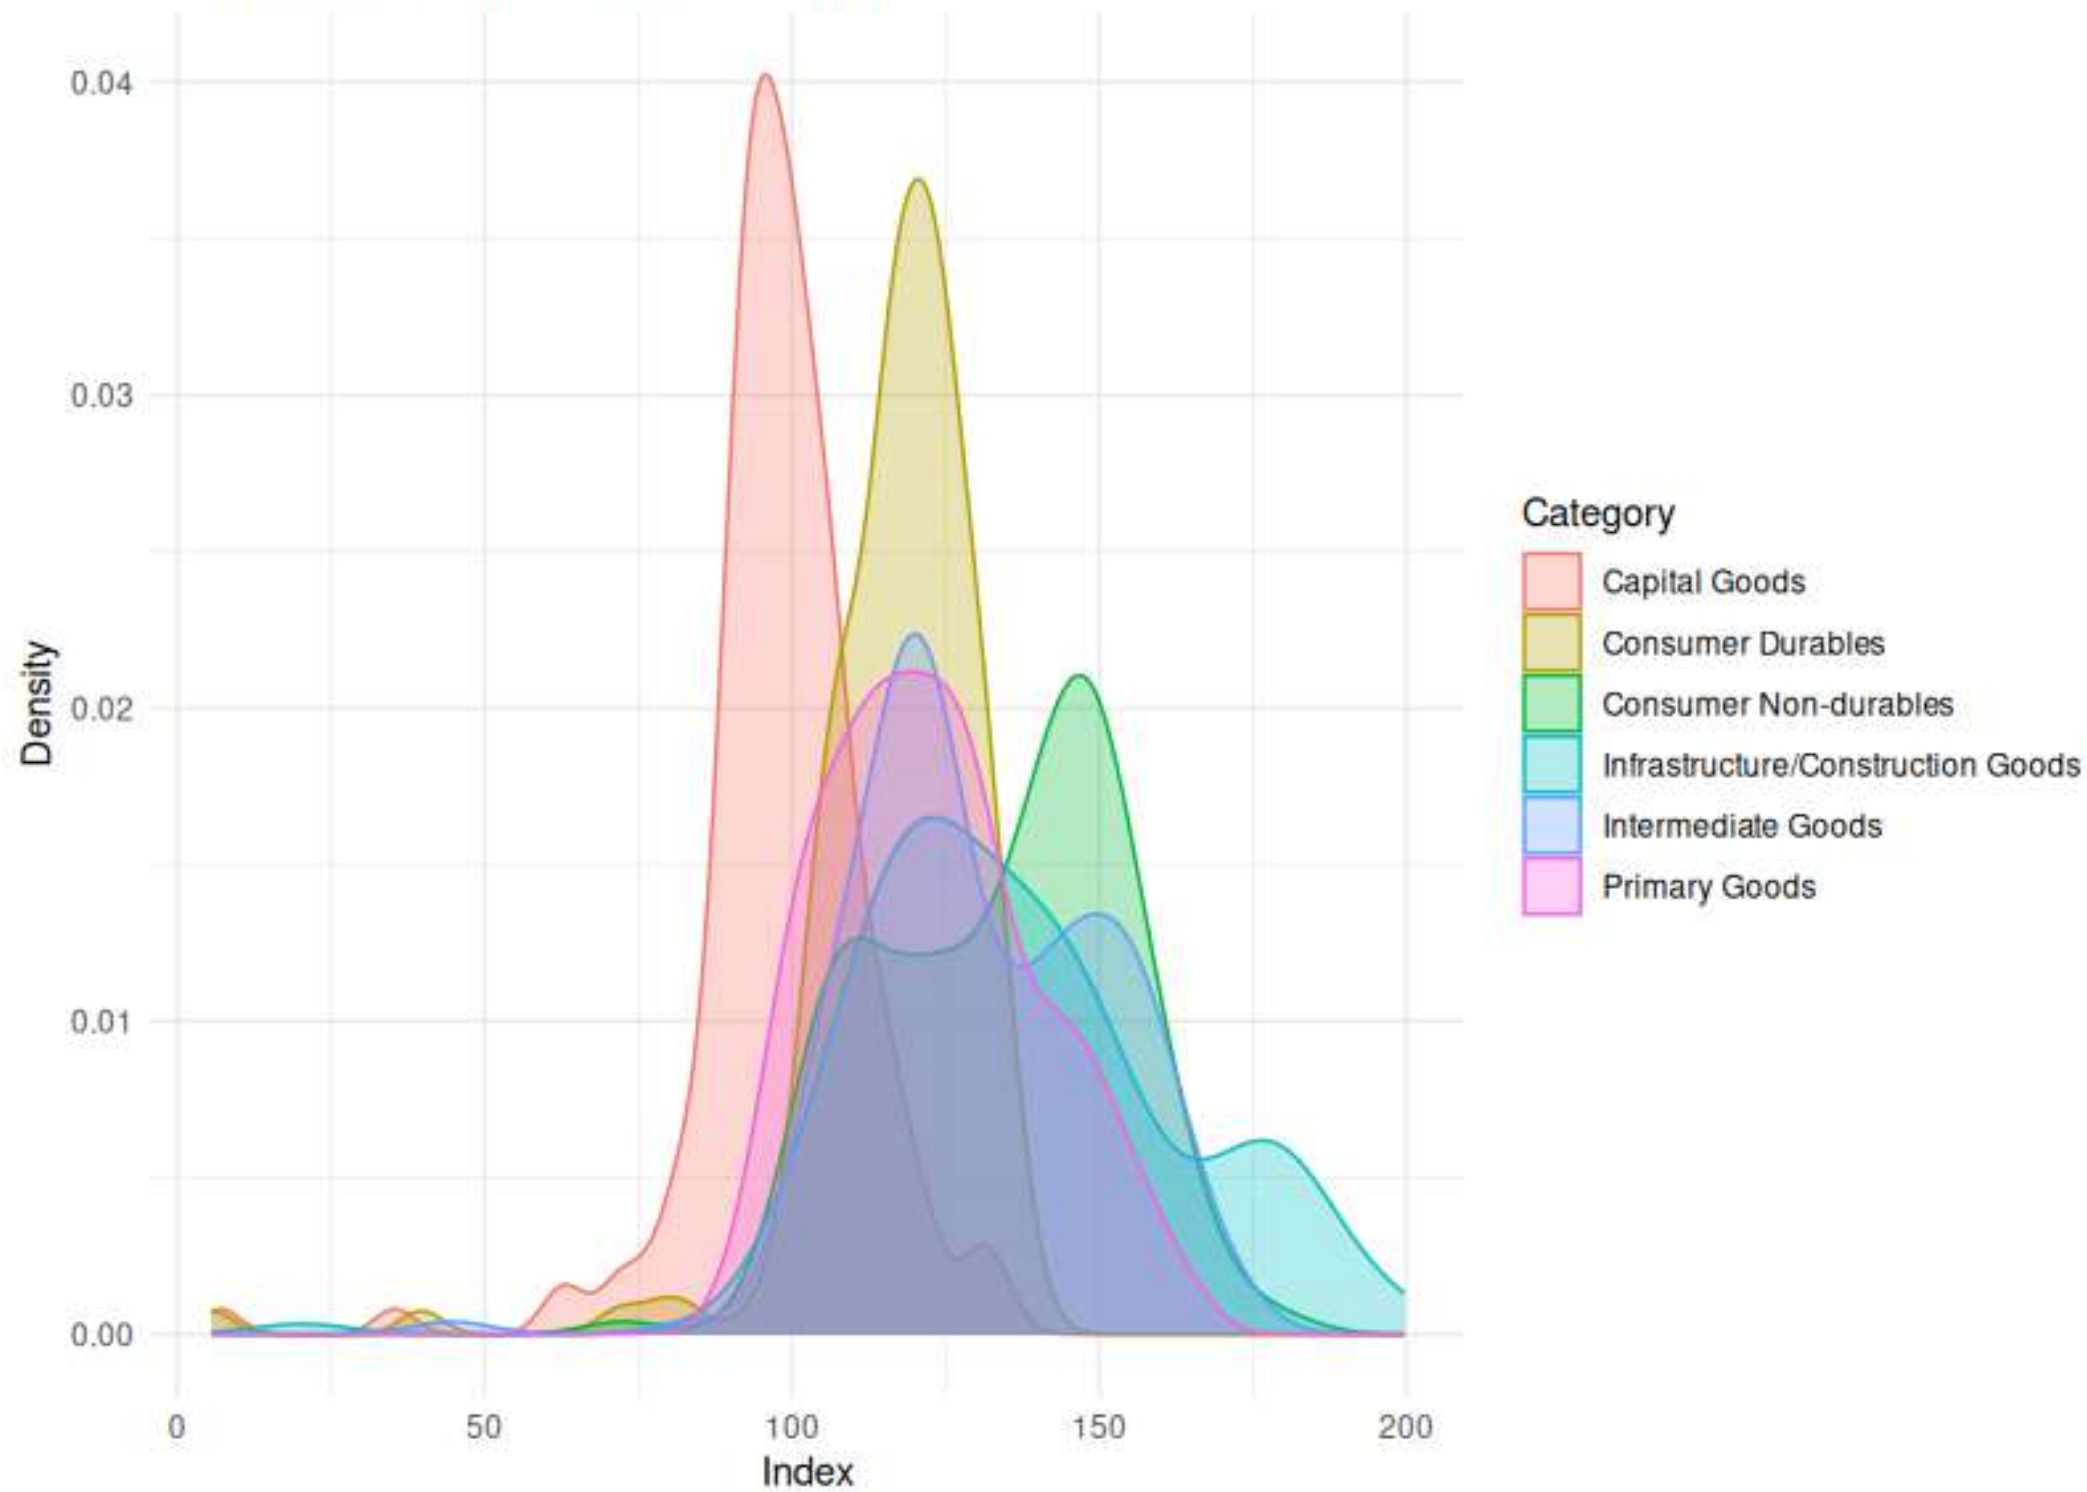 0.04
0.03
0.02
0.01
0.00
Density
0 50 100 150 200
Index
Category
Capital Goods
Consumer Durables
Consumer Non-durables
Infrastructure/Construction Goods
Intermediate Goods
Primary Goods